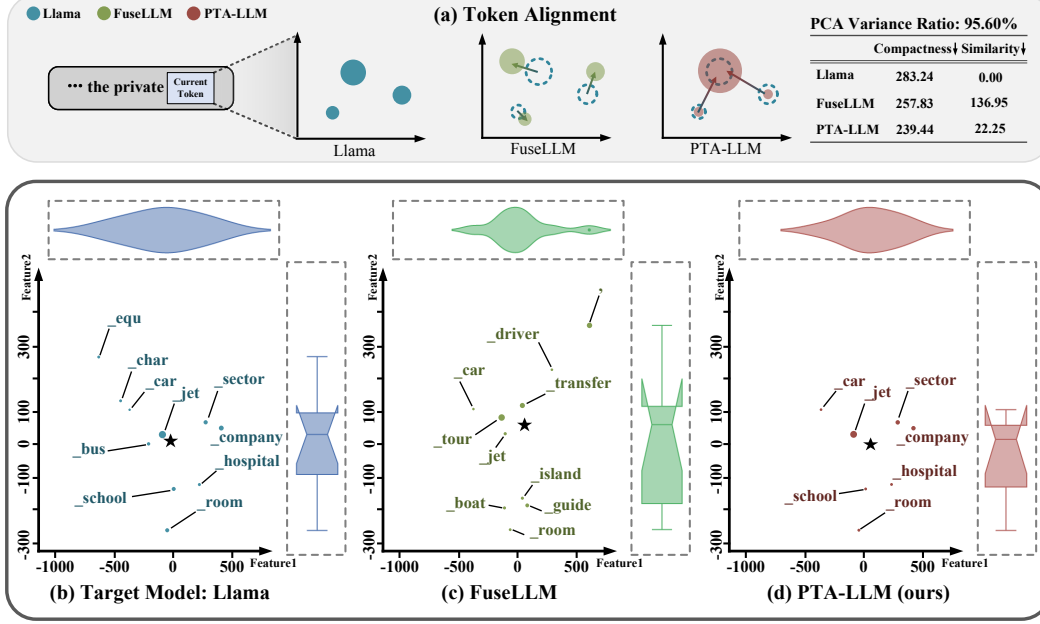 Llama FuseLLM PTA-LLM
(a) Token Alignment
PCA Variance Ratio: 95.60%
Compactness↓ Similarity↓
Llama 283.24 0.00
FuseLLM 257.83 136.95
PTA-LLM 239.44 22.25
••• the private
Current
Token
Llama
FuseLLM
PTA-LLM
Feature2
300
100
0
-100
-300
-1000 -500 0 500
Feature1
_equ
_char
_car
_jet
_sector
_bus
_company
_hospital
_school
_room
(b) Target Model: Llama
Feature2
300
100
0
-100
-300
-1000 -500 0 500
Feature1
_driver
_car
_transfer
_tour
_jet
_island
_boat
_guide
_room
(c) FuseLLM
Feature2
300
100
0
-100
-300
-1000 -500 0 500
Feature1
_car
_jet
_sector
_company
_hospital
_school
_room
(d) PTA-LLM (ours)